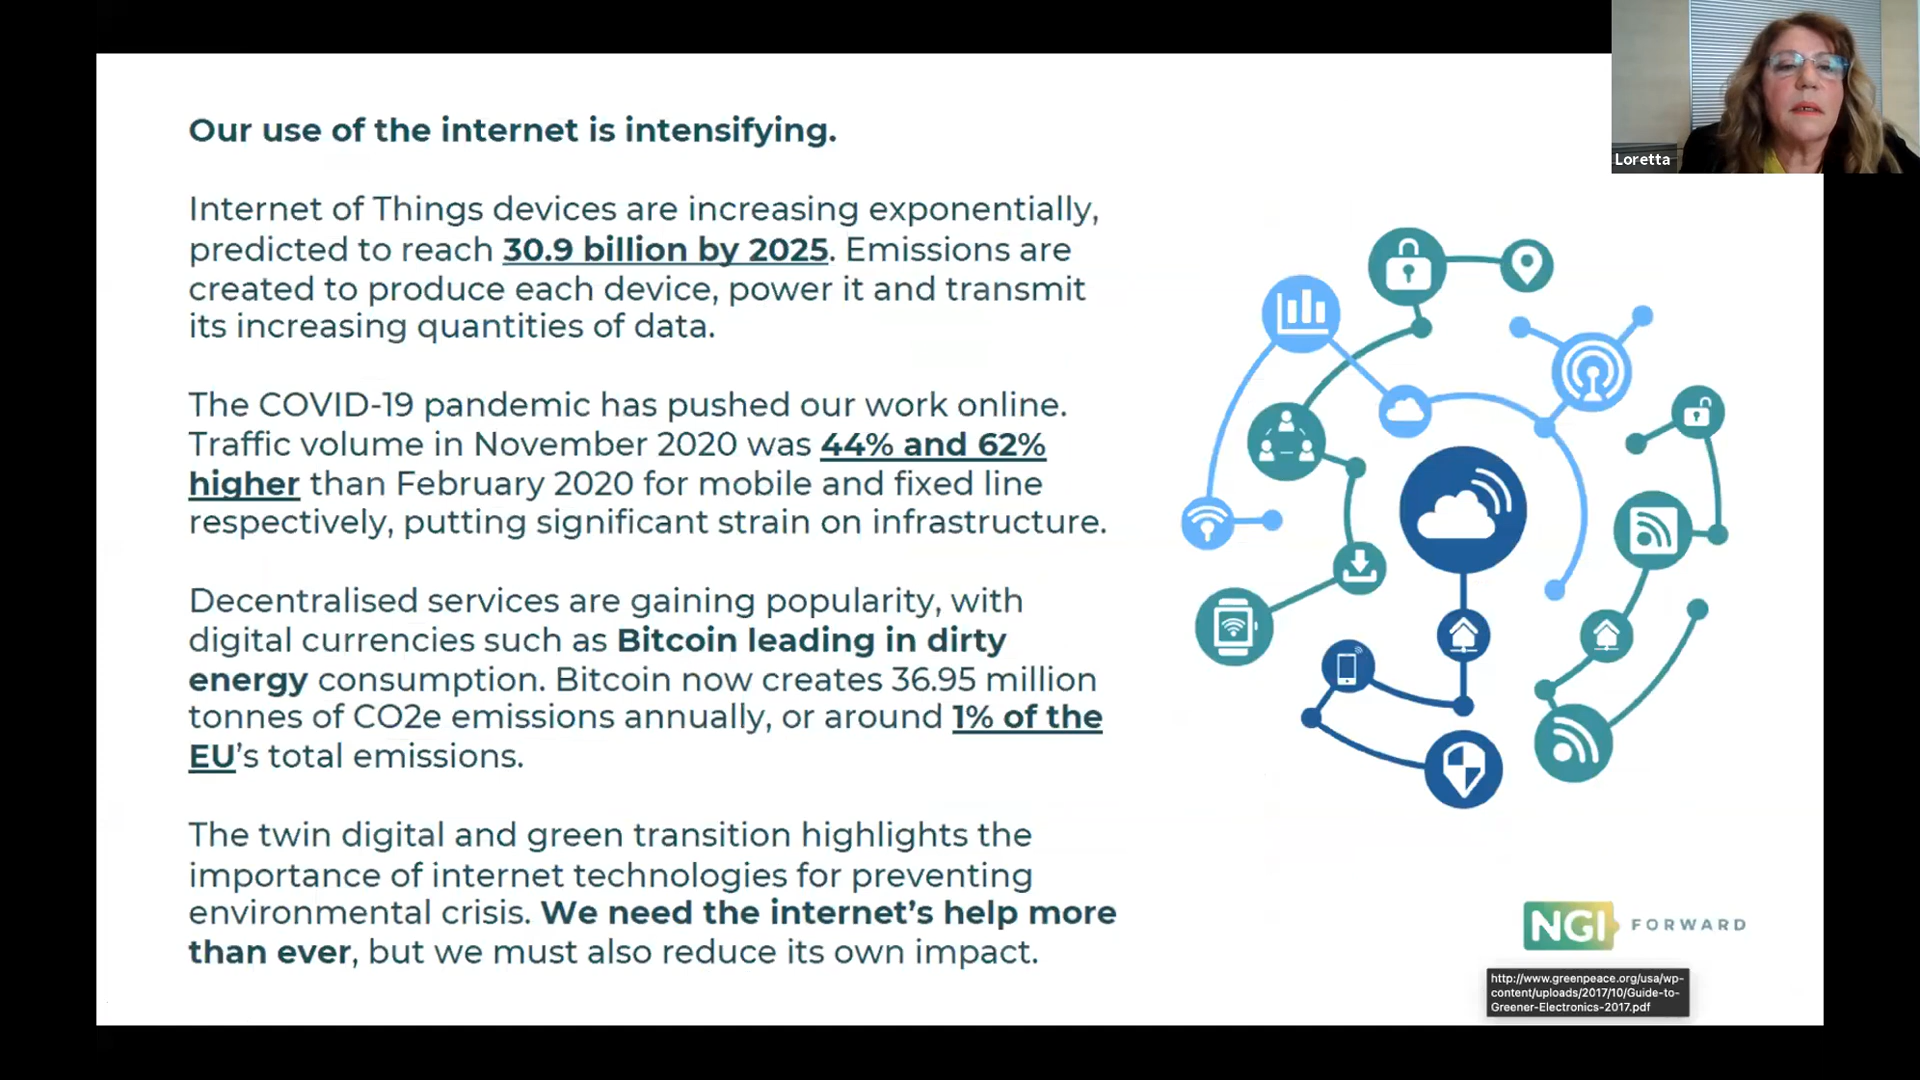 Our use of the internet is intensifying.
Internet of Things devices are increasing exponentially,
predicted to reach 30.9 billion by 2025. Emissions are
created to produce each device, power it and transmit
its increasing quantities of data.
The COVID-19 pandemic has pushed our work online.
Traffic volume in November 2020 was 44% and 62%
higher than February 2020 for mobile and fixed line
respectively, putting significant strain on infrastructure.
Decentralised services are gaining popularity, with
digital currencies such as Bitcoin leading in dirty
energy consumption. Bitcoin now creates 36.95 million
tonnes of CO2e emissions annually, or around 1% of the
EU’s total emissions.
The twin digital and green transition highlights the
importance of internet technologies for preventing
environmental crisis. We need the internet’s help more
than ever, but we must also reduce its own impact.
Loretta
NGI FORWARD
http://www.greenpeace.org/usa/wp-
content/uploads/2017/10/Guide-to-
Greener-Electronics-2017.pdf